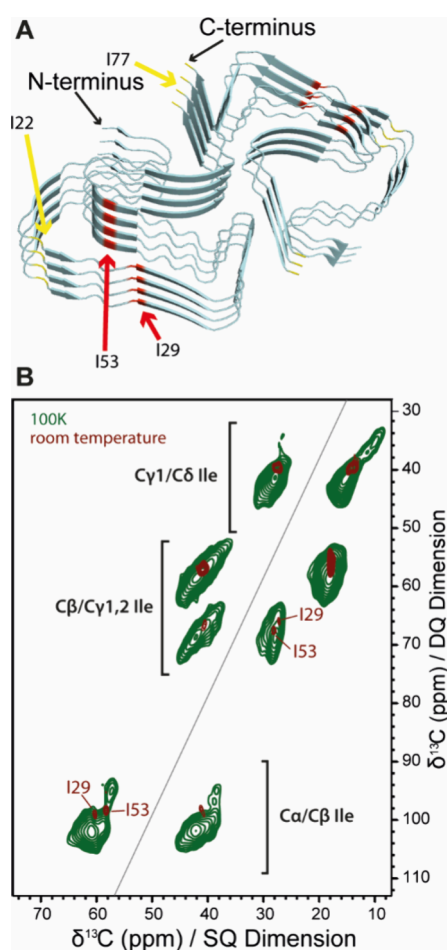 A
C-terminus
I77
N-terminus
I22
I53
I29
B
100K
room temperature
Cγ1/Cδ Ile
Cβ/Cγ1,2 Ile
I29
I53
I29
I53
Cα/Cβ Ile
30
40
50
60
70
80
90
100
110
δ¹³C (ppm) / DQ Dimension
70 60 50 40 30 20 10
δ¹³C (ppm) / SQ Dimension